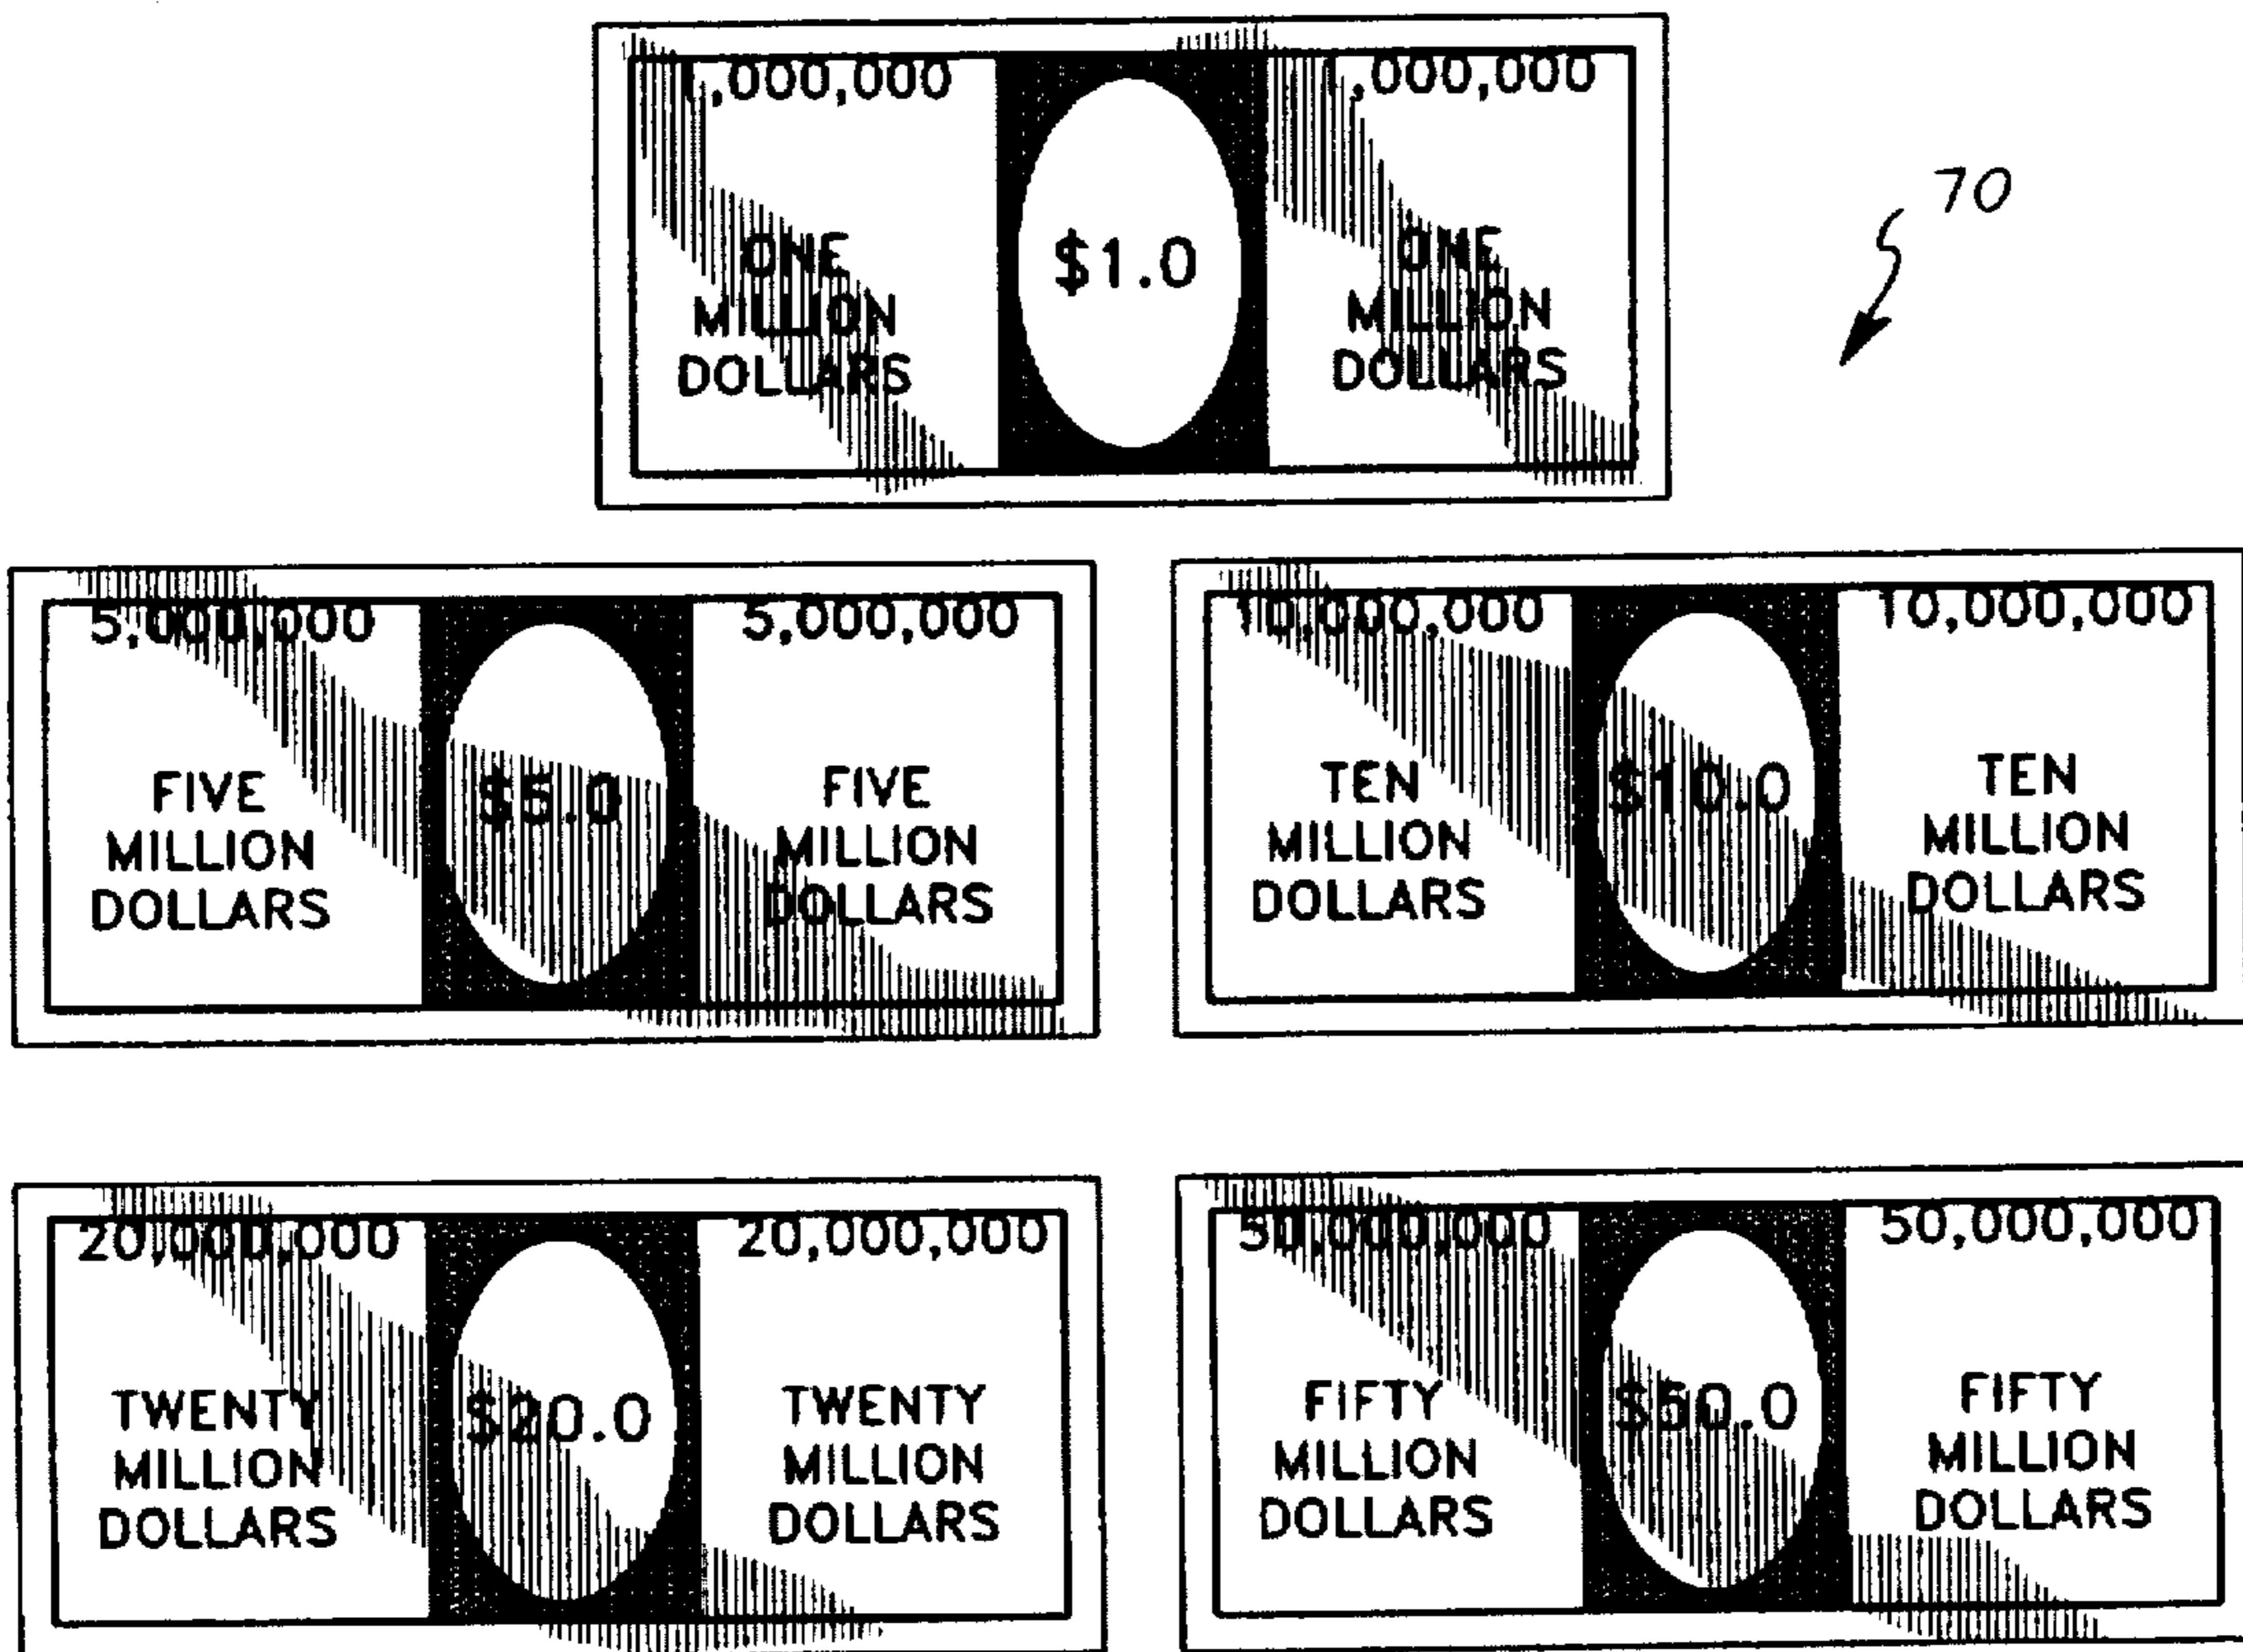 ,000,000
,000,000
70
ONE
MILLION
DOLLARS
$1.0
ONE
MILLION
DOLLARS
5,000,000
5,000,000
FIVE
MILLION
DOLLARS
$5.0
FIVE
MILLION
DOLLARS
10,000,000
10,000,000
TEN
MILLION
DOLLARS
$10.0
TEN
MILLION
DOLLARS
20,000,000
20,000,000
TWENTY
MILLION
DOLLARS
$20.0
TWENTY
MILLION
DOLLARS
50,000,000
50,000,000
FIFTY
MILLION
DOLLARS
$50.0
FIFTY
MILLION
DOLLARS